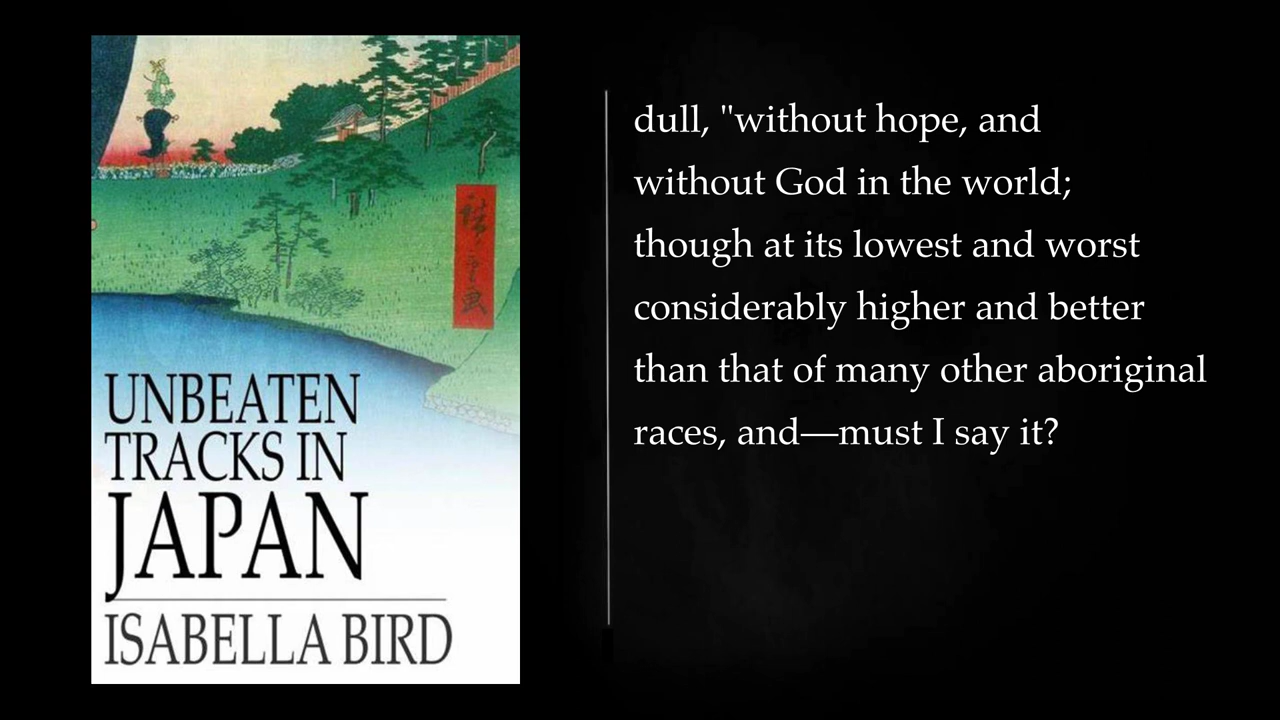 UNBEATEN
TRACKS IN
JAPAN
ISABELLA BIRD
dull, "without hope, and
without God in the world;
though at its lowest and worst
considerably higher and better
than that of many other aboriginal
races, and—must I say it?